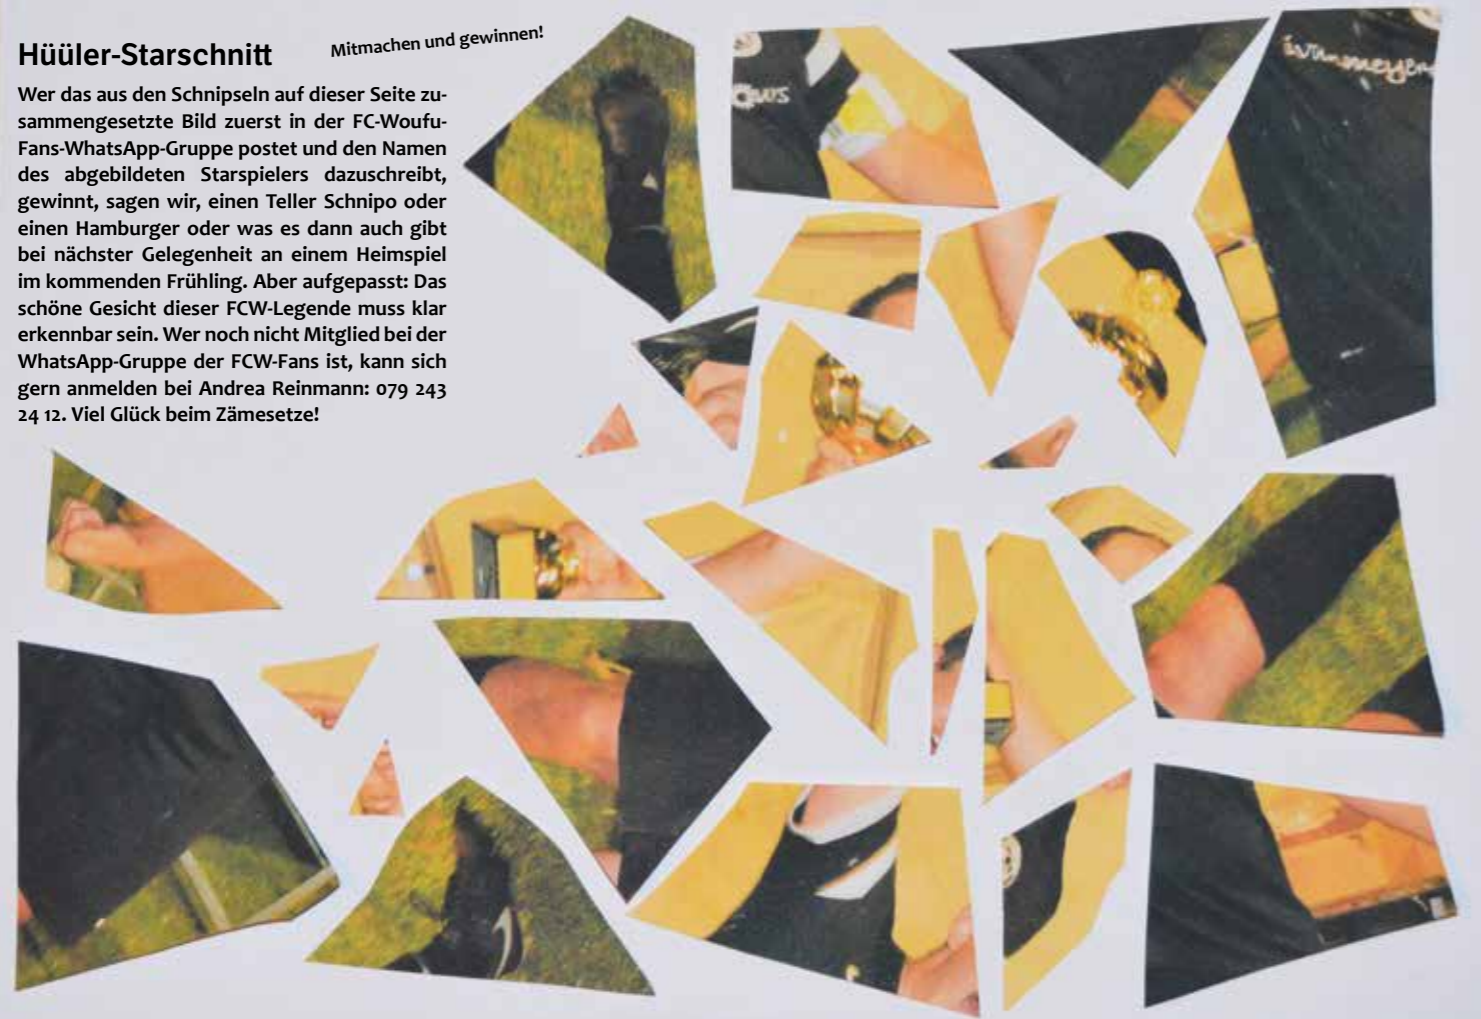 Hüüler-Starschnitt
Mitmachen und gewinnen!
Wer das aus den Schnipseln auf dieser Seite zu-
sammengesetzte Bild zuerst in der FC-Woufu-
Fans-WhatsApp-Gruppe postet und den Namen
des abgebildeten Starspielers dazuschreibt,
gewinnt, sagen wir, einen Teller Schnipo oder
einen Hamburger oder was es dann auch gibt
bei nächster Gelegenheit an einem Heimspiel
im kommenden Frühling. Aber aufgepasst: Das
schöne Gesicht dieser FCW-Legende muss klar
erkennbar sein. Wer noch nicht Mitglied bei der
WhatsApp-Gruppe der FCW-Fans ist, kann sich
gern anmelden bei Andrea Reinmann: 079 243
24 12. Viel Glück beim Zämesetze!